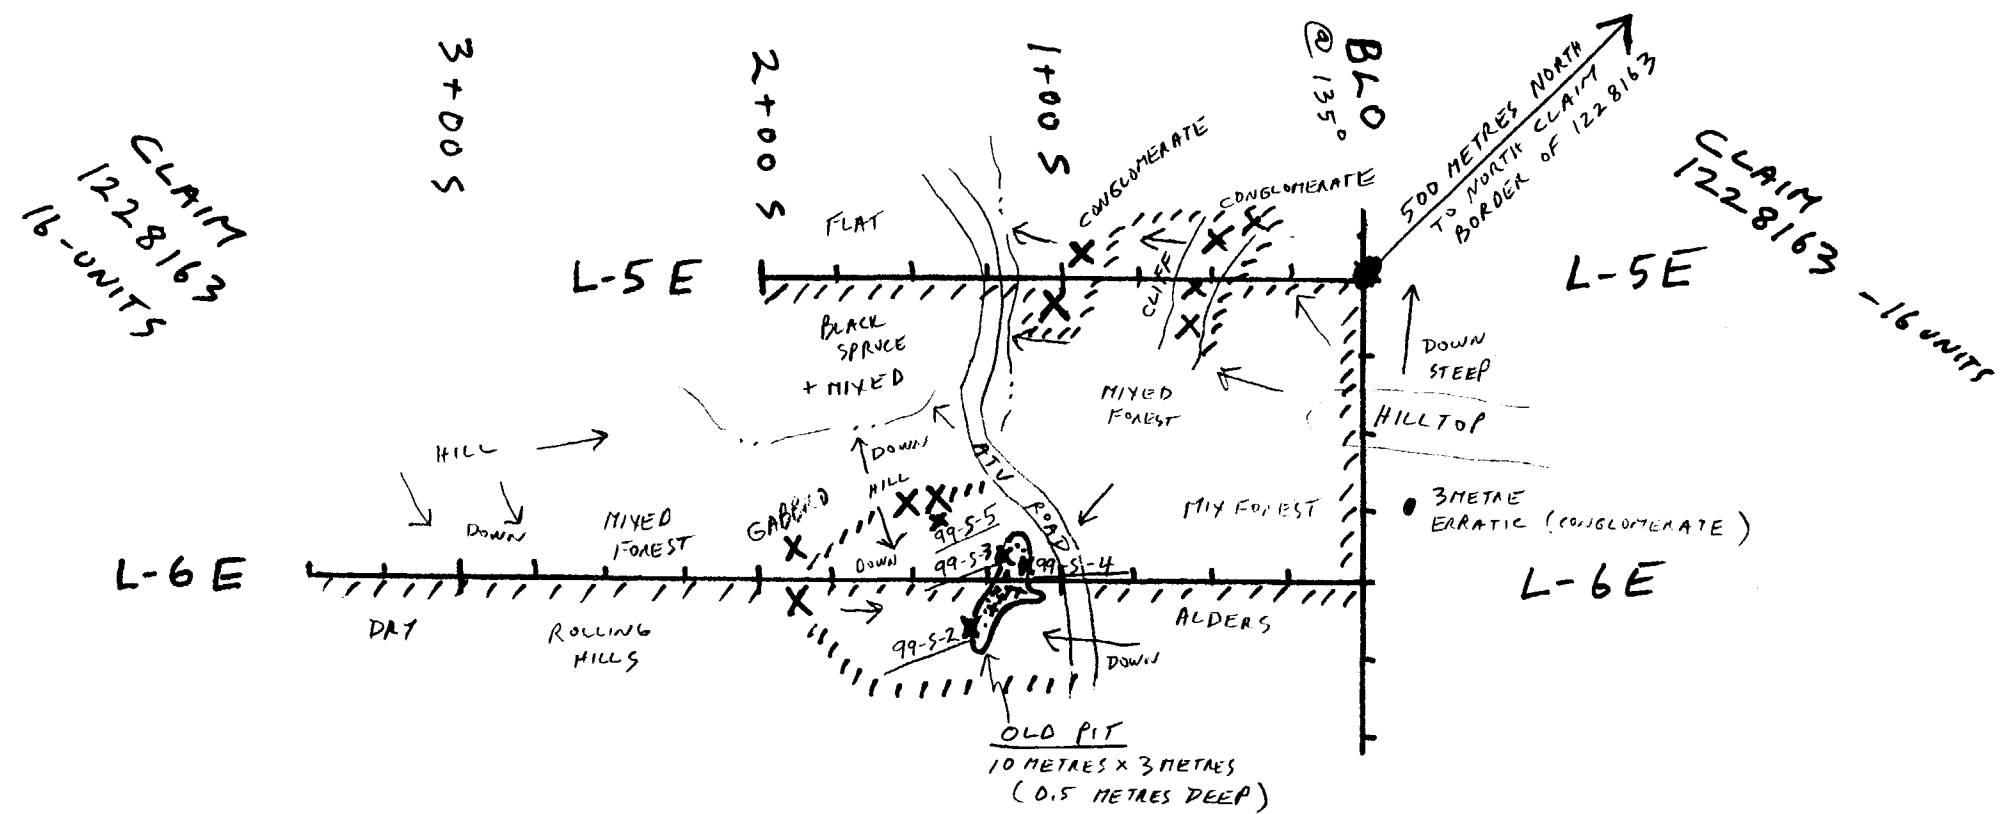 3+00 S
2+00 S
1+00 S
BLO
@ 135°
500 METRES NORTH
TO NORTH CLAIM
BORDER OF 1228163
CLAIM
1228163
16-UNITS
CLAIM
1228163
-16 UNITS
CONGLOMERATE
CONGLOMERATE
FLAT
L-5E
CLIFF
L-5E
BLACK
SPRUCE
+ MIXED
MIXED
FOREST
DOWN
STEEP
HILLTOP
HILL
DOWN
HILL
ATV ROAD
GABBRO
MIXED
FOREST
DOWN
DOWN
99-S-5
99-S-3
99-S-4
MIX FOREST
3 METRE
ERRATIC (CONGLOMERATE)
L-6E
L-6E
DRY
ROLLING
HILLS
99-S-2
ALDERS
DOWN
OLD PIT
10 METRES X 3 METRES
(0.5 METRES DEEP)